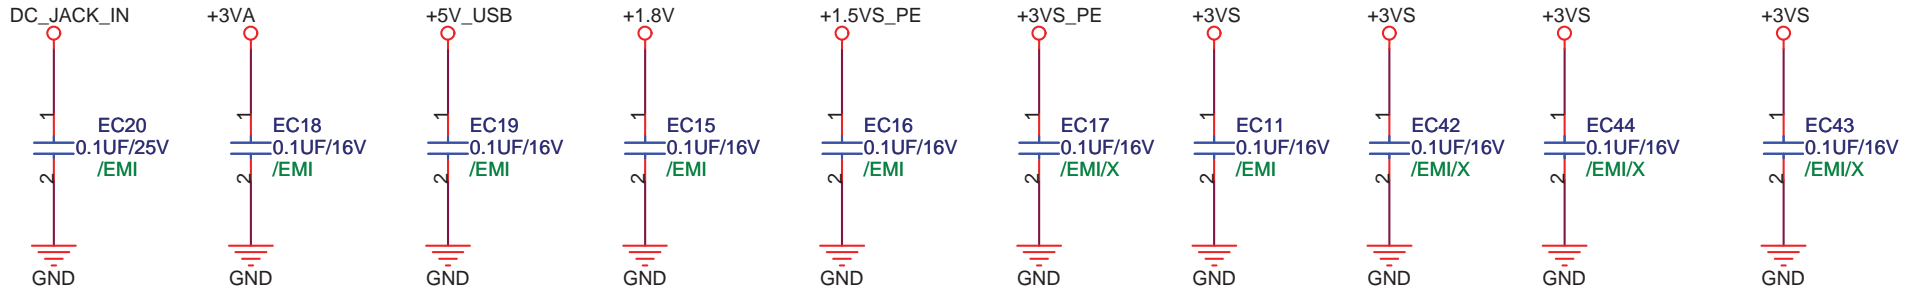 DC_JACK_IN +3VA +5V_USB +1.8V +1.5VS_PE +3VS_PE +3VS +3VS +3VS +3VS
1 1 1 1 1 1 1 1 1 1
EC20 EC18 EC19 EC15 EC16 EC17 EC11 EC42 EC44 EC43
0.1UF/25V 0.1UF/16V 0.1UF/16V 0.1UF/16V 0.1UF/16V 0.1UF/16V 0.1UF/16V 0.1UF/16V 0.1UF/16V 0.1UF/16V
/EMI /EMI /EMI /EMI /EMI /EMI/X /EMI /EMI/X /EMI/X /EMI/X
2 2 2 2 2 2 2 2 2 2
GND GND GND GND GND GND GND GND GND GND